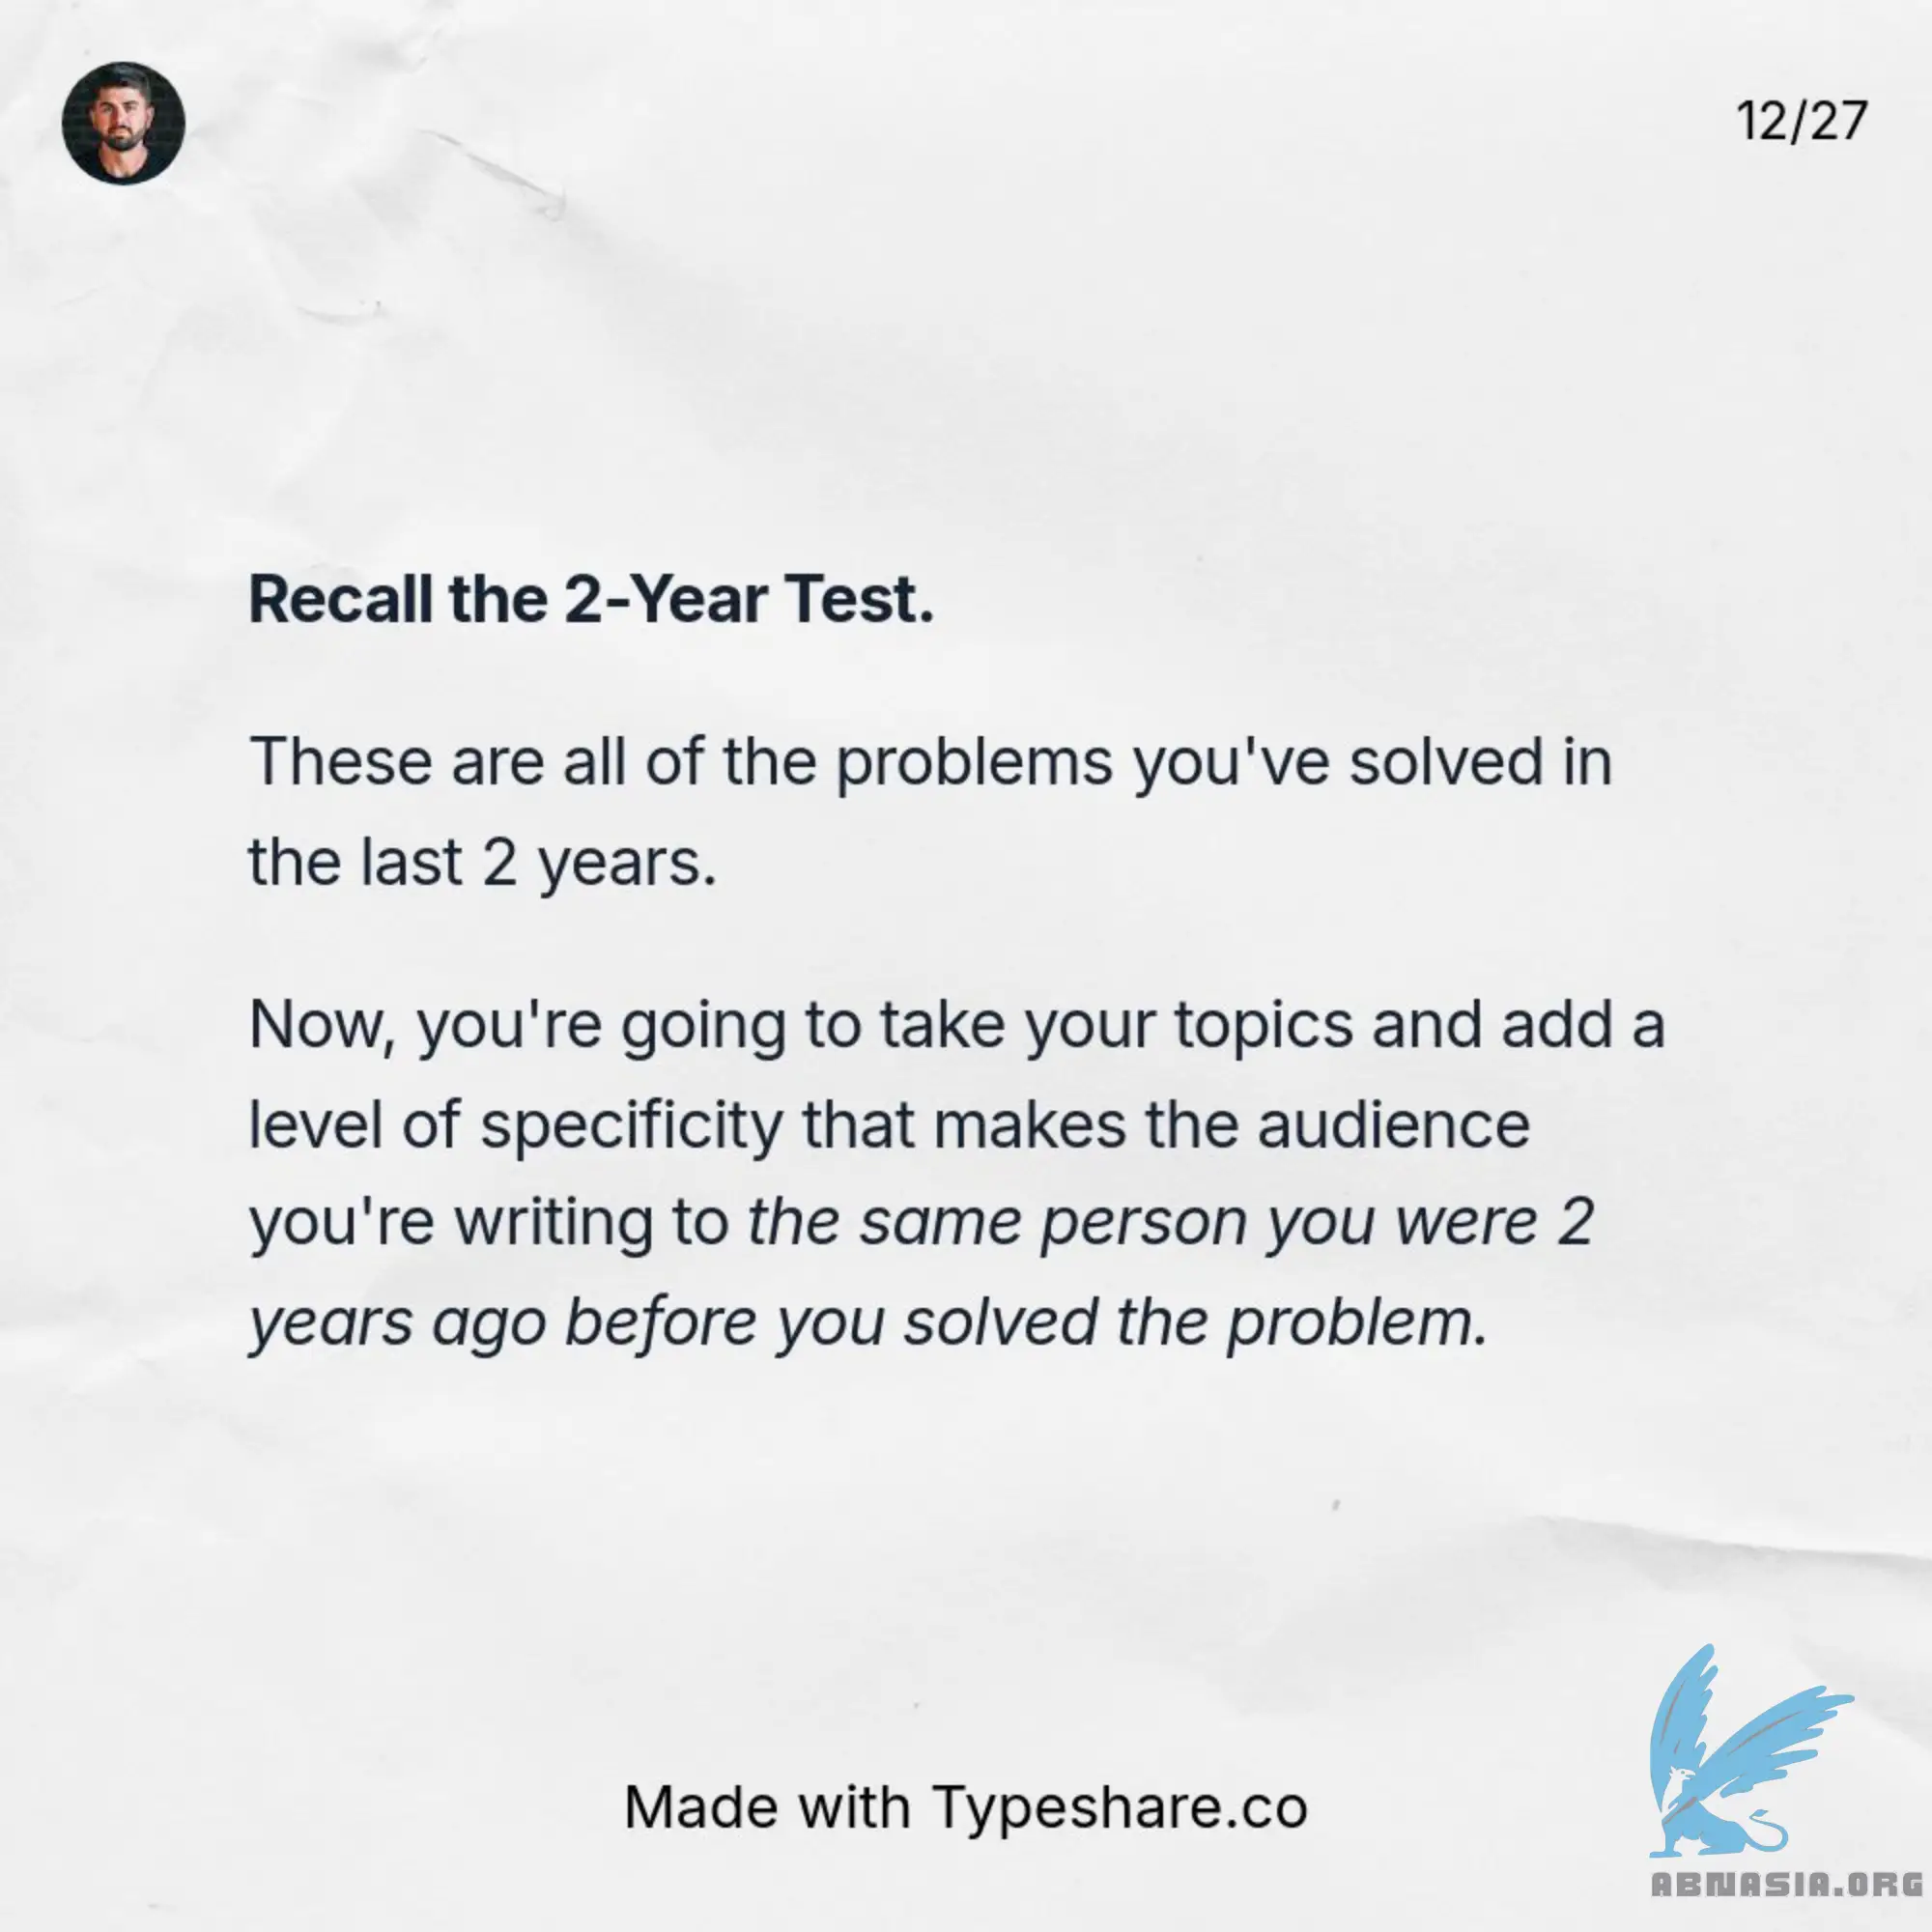 12/27
Recall the 2-Year Test.
These are all of the problems you've solved in
the last 2 years.
Now, you're going to take your topics and add a
level of specificity that makes the audience
you're writing to the same person you were 2
years ago before you solved the problem.
Made with Typeshare.co
ABNASIA.ORG